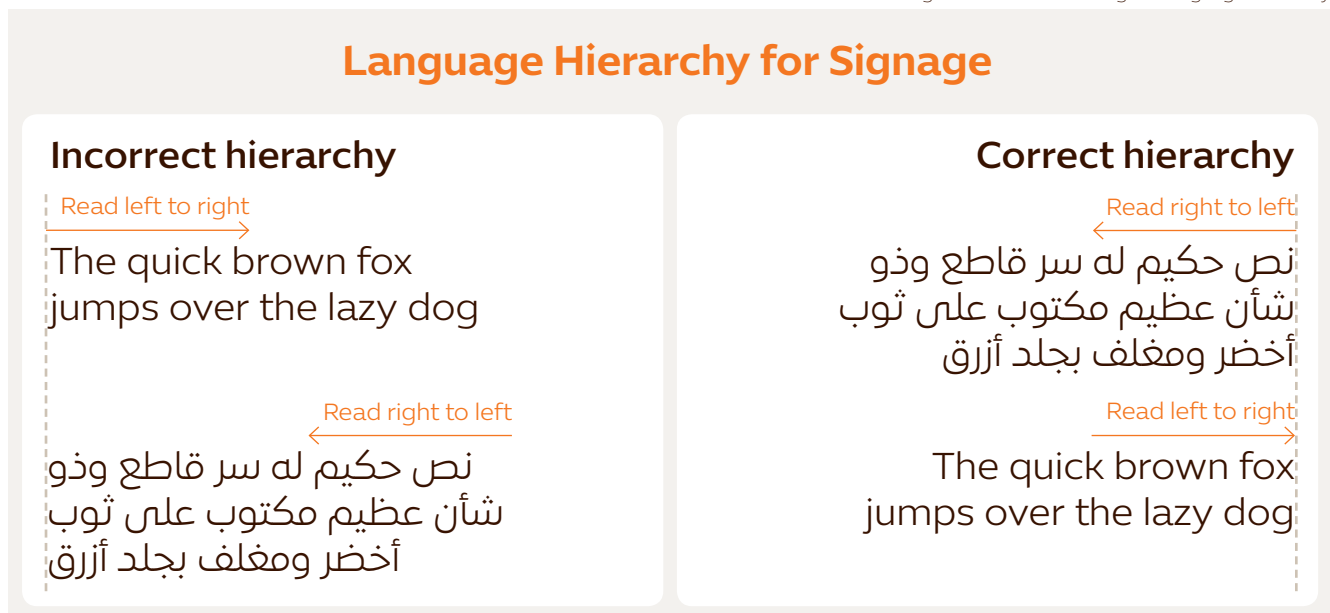 Language Hierarchy for Signage
Incorrect hierarchy
Read left to right
The quick brown fox
jumps over the lazy dog
Read right to left
نص حكيم له سر قاطع وذو
شأن عظيم مكتوب على ثوب
أخضر ومغلف بجلد أزرق
Correct hierarchy
Read right to left
نص حكيم له سر قاطع وذو
شأن عظيم مكتوب على ثوب
أخضر ومغلف بجلد أزرق
Read left to right
The quick brown fox
jumps over the lazy dog